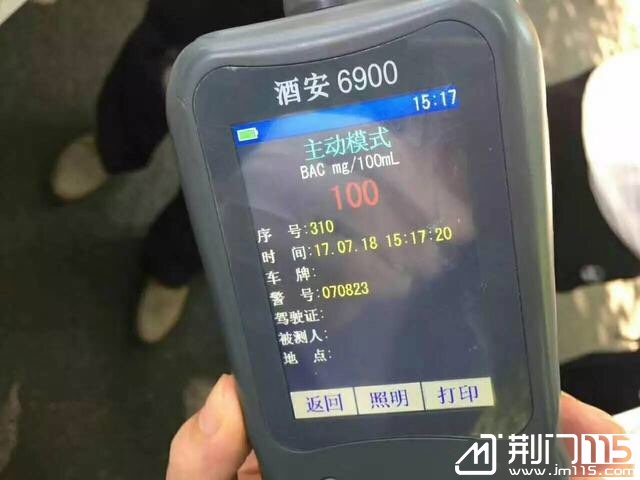 酒安 6900
15:17
主动模式
BAC mg/100mL
100
序 号:310
时 间:17.07.18 15:17:20
车 牌:
警 号:070823
驾驶证:
被测人:
地 点:
返回 照明 打印
荆门115
www.jm115.com